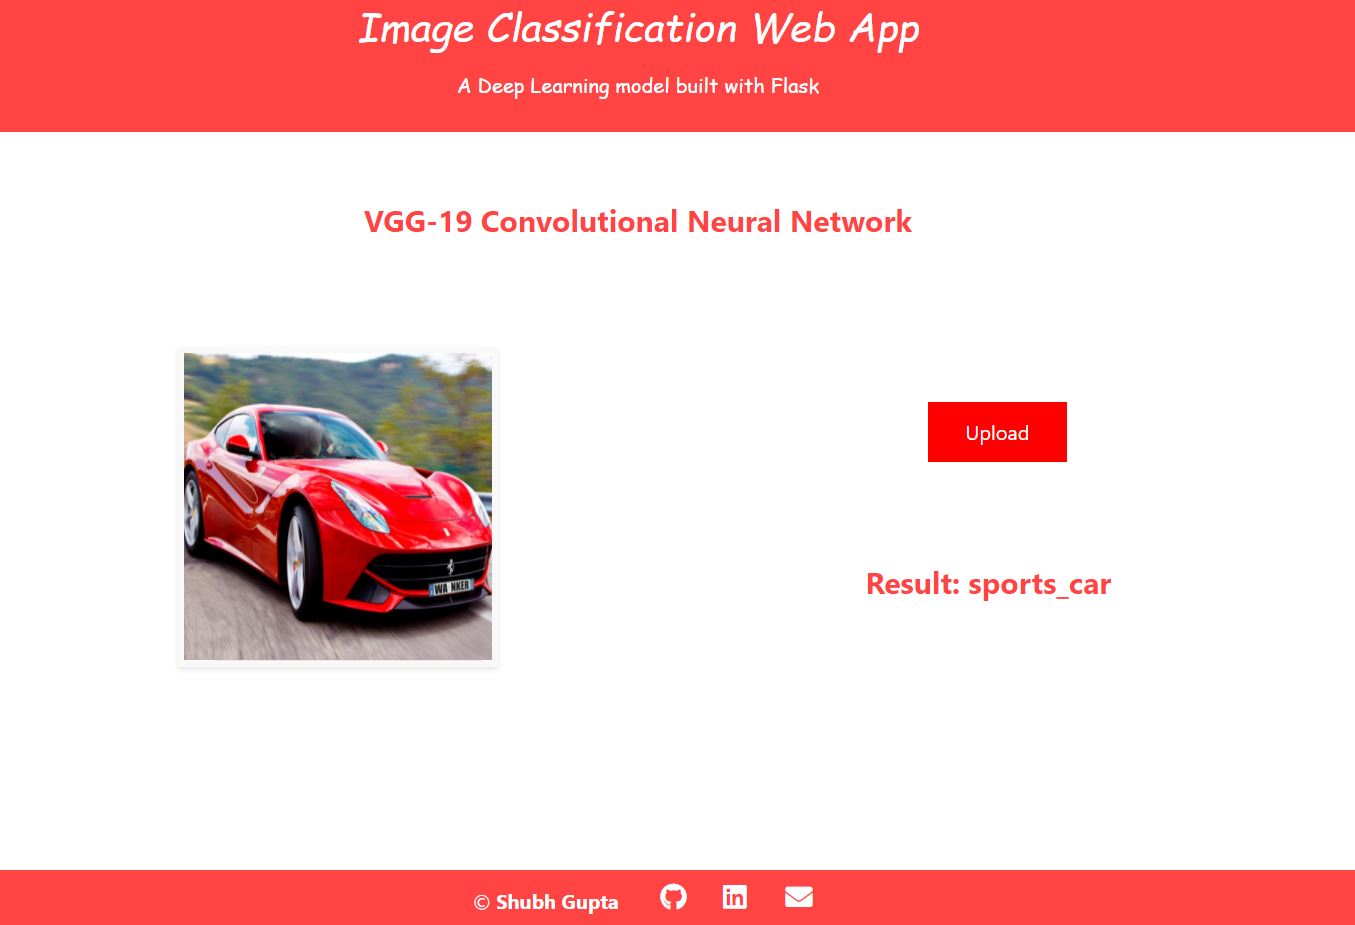 Image Classification Web App
A Deep Learning model built with Flask
VGG-19 Convolutional Neural Network
Upload
WA NKER
Result: sports_car
© Shubh Gupta
in